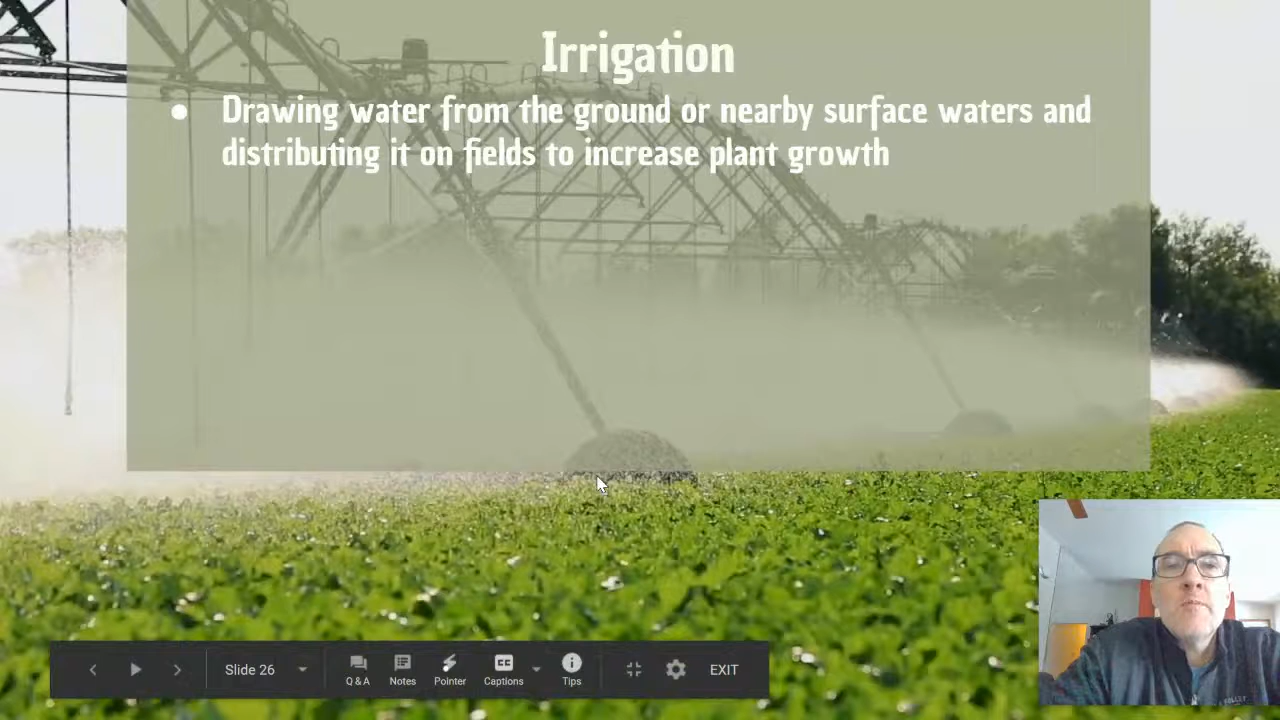 Irrigation
● Drawing water from the ground or nearby surface waters and
distributing it on fields to increase plant growth
Slide 26
Q & A
Notes
Pointer
CC
Captions
Tips
EXIT